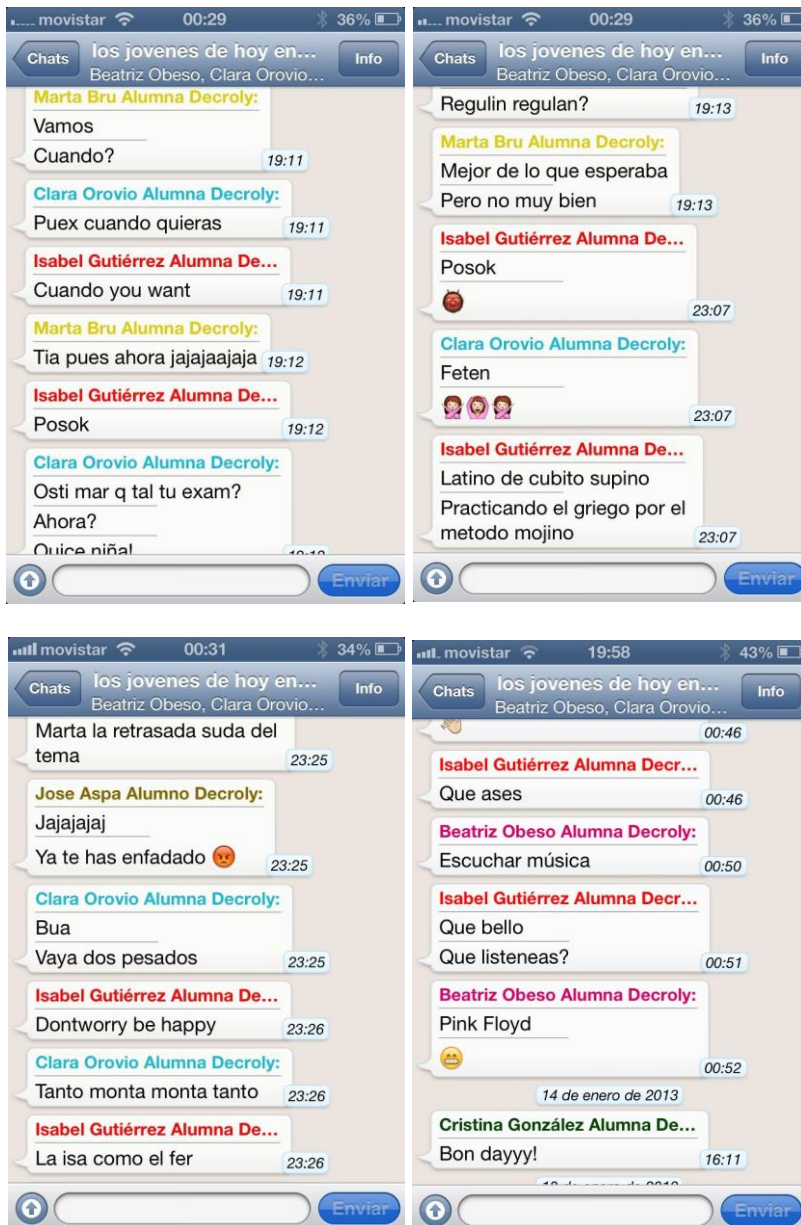 movistar 00:29 36%
Chats los jovenes de hoy en... Info
Beatriz Obeso, Clara Orovio...
Marta Bru Alumna Decroly:
Vamos
Cuando? 19:11
Clara Orovio Alumna Decroly:
Puex cuando quieras 19:11
Isabel Gutiérrez Alumna De...
Cuando you want 19:11
Marta Bru Alumna Decroly:
Tia pues ahora jajajaajaja 19:12
Isabel Gutiérrez Alumna De...
Posok 19:12
Clara Orovio Alumna Decroly:
Osti mar q tal tu exam?
Ahora?
Quice niña!
Enviar
movistar 00:29 36%
Chats los jovenes de hoy en... Info
Beatriz Obeso, Clara Orovio...
Regulin regulan? 19:13
Marta Bru Alumna Decroly:
Mejor de lo que esperaba
Pero no muy bien 19:13
Isabel Gutiérrez Alumna De...
Posok
23:07
Clara Orovio Alumna Decroly:
Feten
23:07
Isabel Gutiérrez Alumna De...
Latino de cubito supino
Practicando el griego por el
metodo mojino 23:07
Enviar
movistar 00:31 34%
Chats los jovenes de hoy en... Info
Beatriz Obeso, Clara Orovio...
Marta la retrasada suda del
tema 23:25
Jose Aspa Alumno Decroly:
Jajajajaj
Ya te has enfadado 23:25
Clara Orovio Alumna Decroly:
Bua
Vaya dos pesados 23:25
Isabel Gutiérrez Alumna De...
Dontworry be happy 23:26
Clara Orovio Alumna Decroly:
Tanto monta monta tanto 23:26
Isabel Gutiérrez Alumna De...
La isa como el fer 23:26
Enviar
movistar 19:58 43%
Chats los jovenes de hoy en... Info
Beatriz Obeso, Clara Orovio...
00:46
Isabel Gutiérrez Alumna Decr...
Que ases 00:46
Beatriz Obeso Alumna Decroly:
Escuchar música 00:50
Isabel Gutiérrez Alumna Decr...
Que bello
Que listeneas? 00:51
Beatriz Obeso Alumna Decroly:
Pink Floyd
00:52
14 de enero de 2013
Cristina González Alumna De...
Bon dayyy! 16:11
Enviar